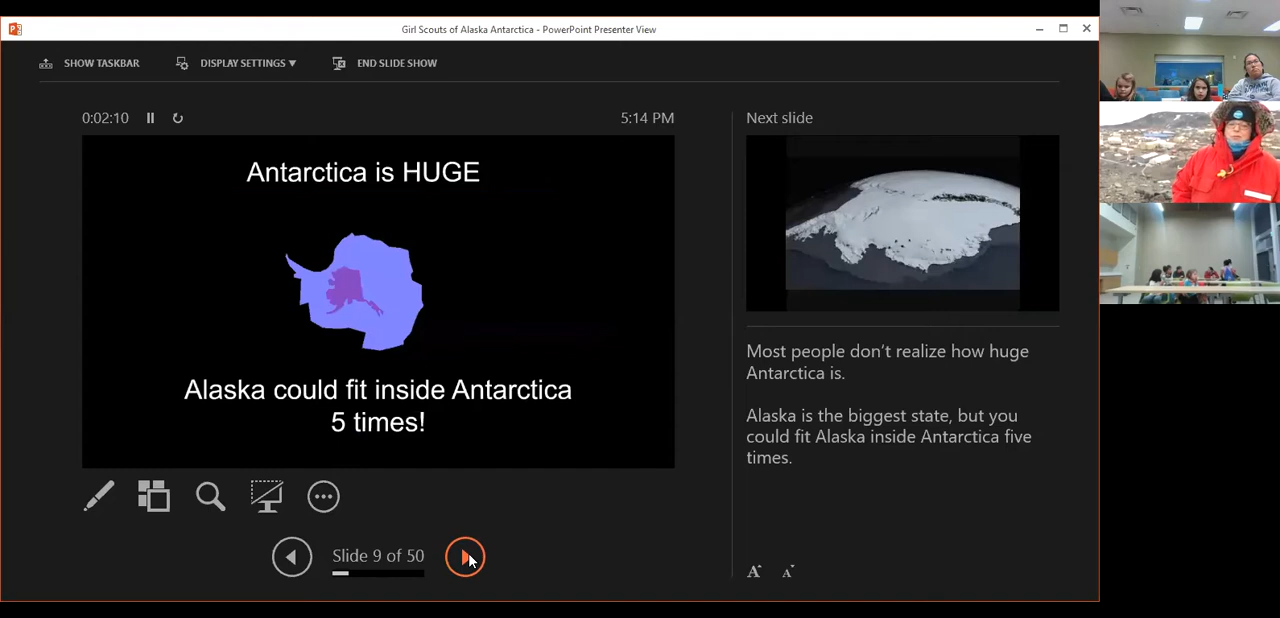 Girl Scouts of Alaska Antarctica - PowerPoint Presenter View
SHOW TASKBAR
DISPLAY SETTINGS ▼
END SLIDE SHOW
0:02:10
5:14 PM
Next slide
Antarctica is HUGE
Alaska could fit inside Antarctica
5 times!
Most people don't realize how huge
Antarctica is.
Alaska is the biggest state, but you
could fit Alaska inside Antarctica five
times.
Slide 9 of 50
A A